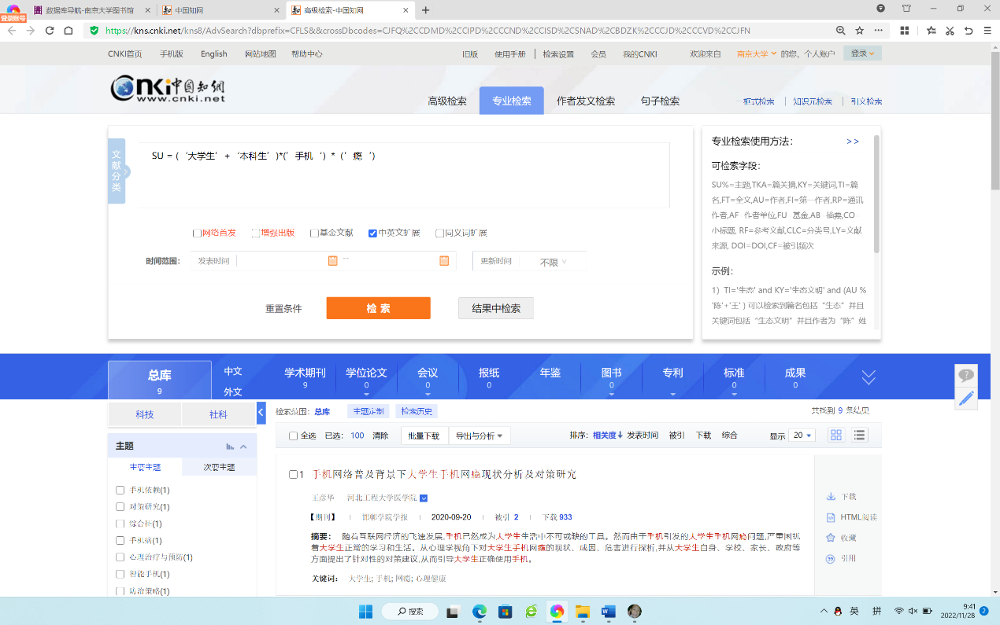 数据库导航-南京大学图书馆
中国知网
高级检索-中国知网
登录账号
https://kns.cnki.net/kns8/AdvSearch?dbprefix=CFLS&&crossDbcodes=CJFQ%2CCDMD%2CCIPD%2CCCND%2CCISD%2CSNAD%2CBDZK%2CCCJD%2CCCVD%2CCJFN
CNKI首页 手机版 English 网站地图 帮助中心 旧版 使用手册 检索设置 会员 我的CNKI 欢迎来自 南京大学 的您，个人账户 登录
Cnki中国知网
www.cnki.net
高级检索 专业检索 作者发文检索 句子检索 一框式检索 知识元检索 引文检索
文献分类
SU = (‘大学生’+‘本科生’)*(’手机‘) * (’瘾‘)
网络首发 增强出版 基金文献 中英文扩展 同义词扩展
时间范围： 发表时间 -- 更新时间 不限
重置条件 检索 结果中检索
专业检索使用方法： >>
可检索字段：
SU%=主题,TKA=篇关摘,KY=关键词,TI=篇
名,FT=全文,AU=作者,FI=第一作者,RP=通讯
作者,AF=作者单位,FU=基金,AB=摘要,CO=
小标题, RF=参考文献,CLC=分类号,LY=文献
来源, DOI=DOI,CF=被引频次
示例：
1) TI='生态' and KY='生态文明' and (AU %
'陈'+'王' ) 可以检索到篇名包括“生态”并且
关键词包括“生态文明”并且作者为“陈”姓
总库 9 中文 外文
学术期刊 9
学位论文 0
会议 0
报纸 0
年鉴
图书 0
专利
标准 0
成果 0
科技 社科
检索范围：总库 主题定制 检索历史 共找到 9 条结果
全选 已选：100 清除 批量下载 导出与分析 排序：相关度↓ 发表时间 被引 下载 综合 显示 20
主题
主要主题 次要主题
手机依赖(1)
对策研究(1)
综合征(1)
手机病(1)
心理治疗与预防(1)
智能手机(1)
防治策略(1)
1 手机网络普及背景下大学生手机网瘾现状分析及对策研究
王彦华 河北工程大学医学院
【期刊】 邯郸学院学报 2020-09-20 被引 2 下载 933
摘要： 随着互联网经济的飞速发展,手机已然成为大学生生活中不可或缺的工具。然而由于手机引发的大学生手机网瘾问题,严重困扰
着大学生正常的学习和生活。从心理学视角下对大学生手机网瘾的现状、成因、危害进行探析,并从大学生自身、学校、家长、政府等
方面提出了针对性的对策建议,从而引导大学生正确使用手机。
关键词： 大学生; 手机; 网瘾; 心理健康
下载
HTML阅读
收藏
引用
搜索
英 拼
9:41
2022/11/28
2